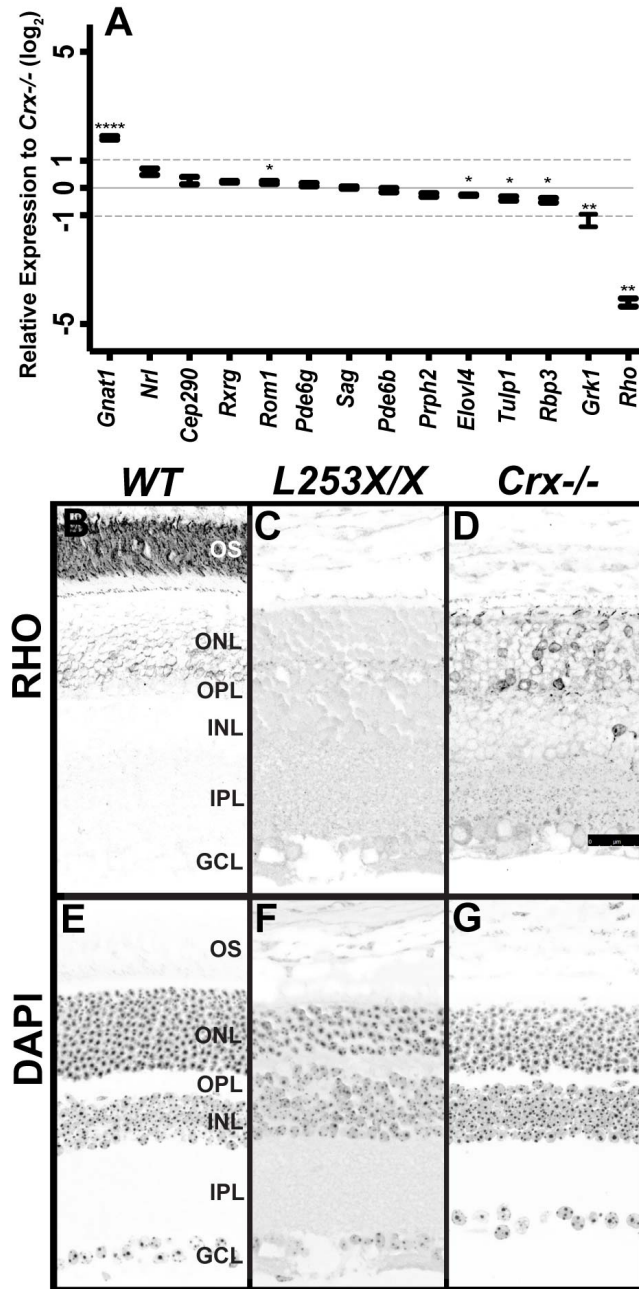 A
Relative Expression to Crx-/- (log2)
5
1
0
-1
-5
****
*
*
*
*
**
**
Gnat1
Nrl
Cep290
Rxrg
Rom1
Pde6g
Sag
Pde6b
Prph2
Elovl4
Tulp1
Rbp3
Grk1
Rho
WT
L253X/X
Crx-/-
RHO
B
C
D
OS
ONL
OPL
INL
IPL
GCL
0 µm
DAPI
E
F
G
OS
ONL
OPL
INL
IPL
GCL